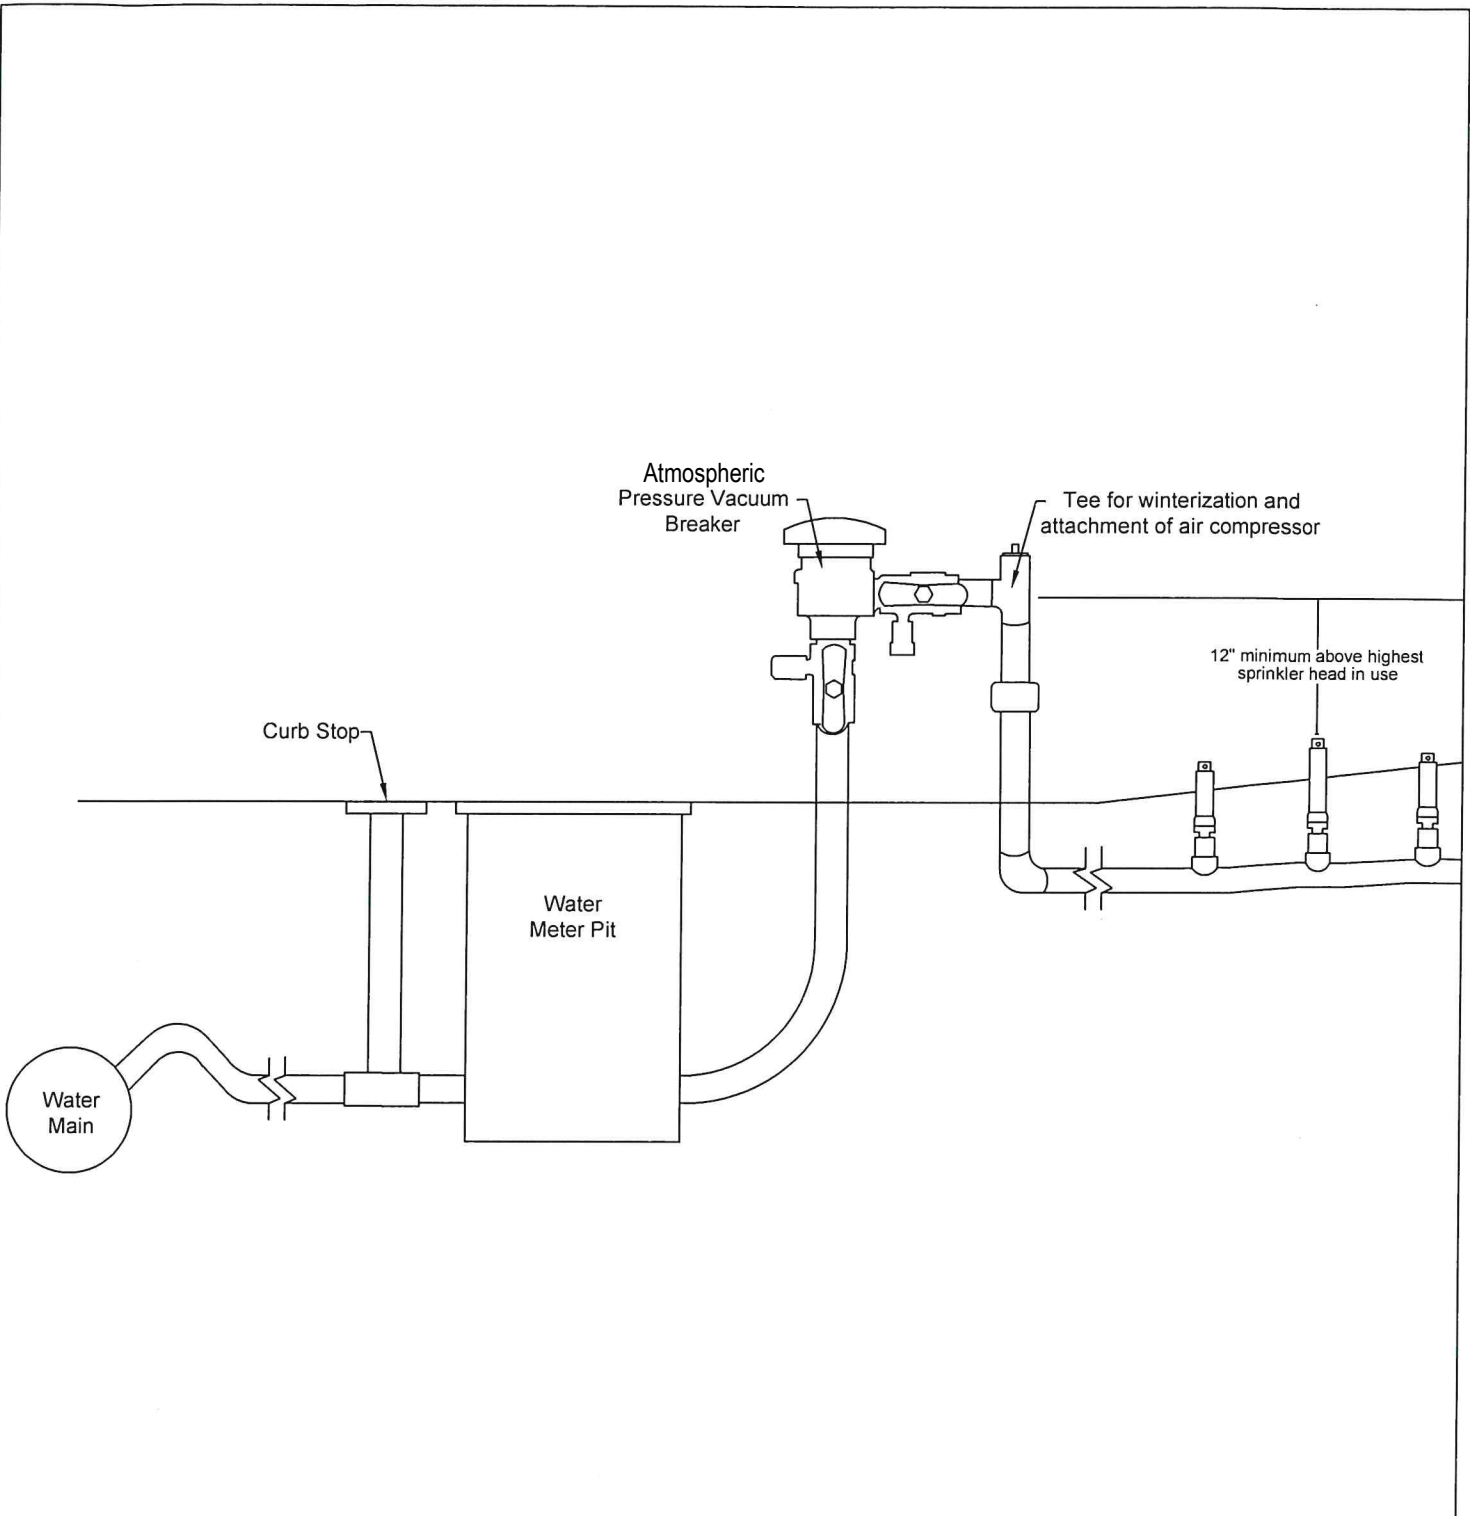 Atmospheric
Pressure Vacuum
Breaker
Tee for winterization and
attachment of air compressor
12" minimum above highest
sprinkler head in use
Curb Stop
Water
Meter Pit
Water
Main